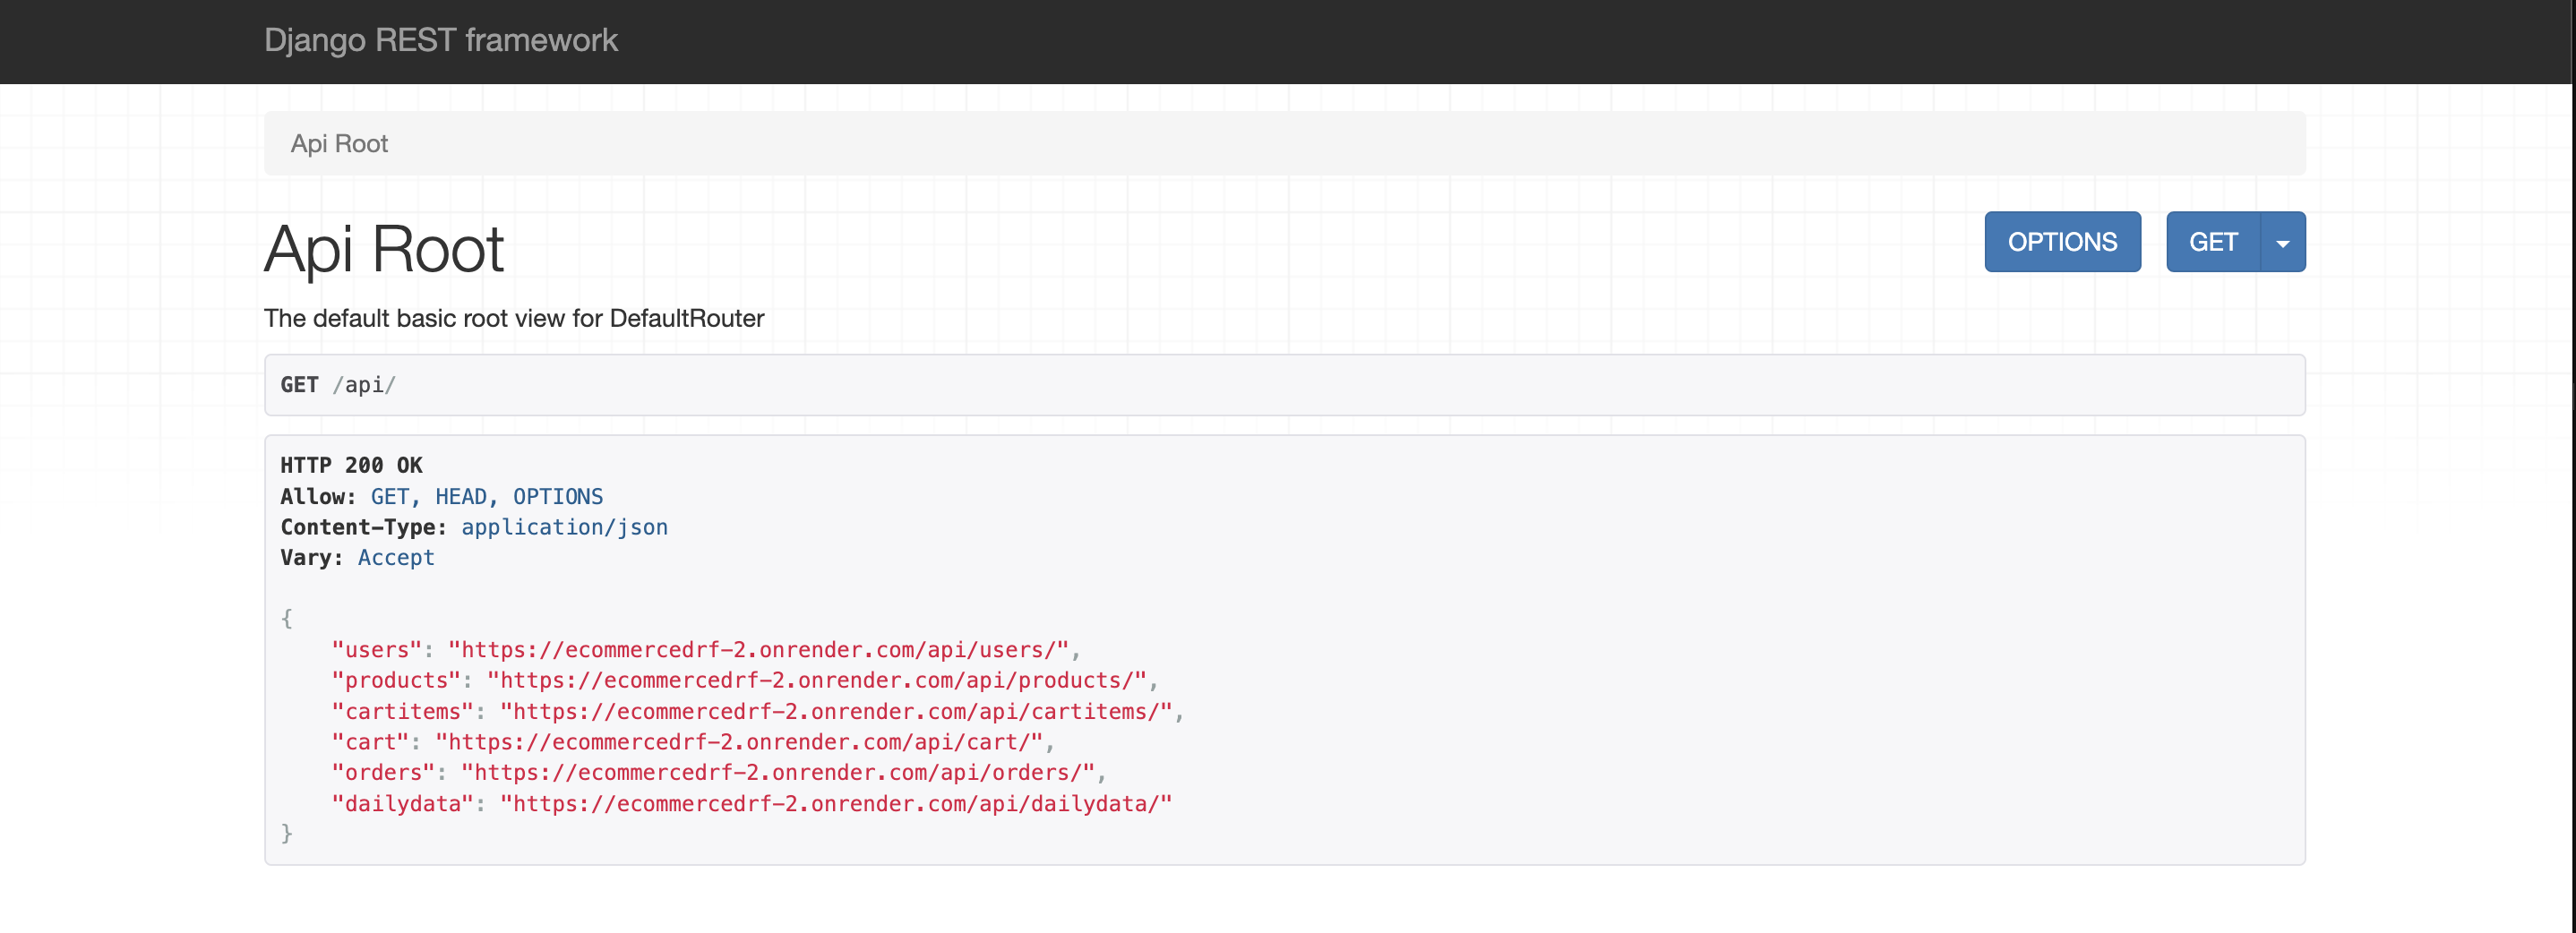 Django REST framework
Api Root
Api Root
OPTIONS
GET
The default basic root view for DefaultRouter
GET /api/
HTTP 200 OK
Allow: GET, HEAD, OPTIONS
Content-Type: application/json
Vary: Accept
{
    "users": "https://ecommercedrf-2.onrender.com/api/users/",
    "products": "https://ecommercedrf-2.onrender.com/api/products/",
    "cartitems": "https://ecommercedrf-2.onrender.com/api/cartitems/",
    "cart": "https://ecommercedrf-2.onrender.com/api/cart/",
    "orders": "https://ecommercedrf-2.onrender.com/api/orders/",
    "dailydata": "https://ecommercedrf-2.onrender.com/api/dailydata/"
}